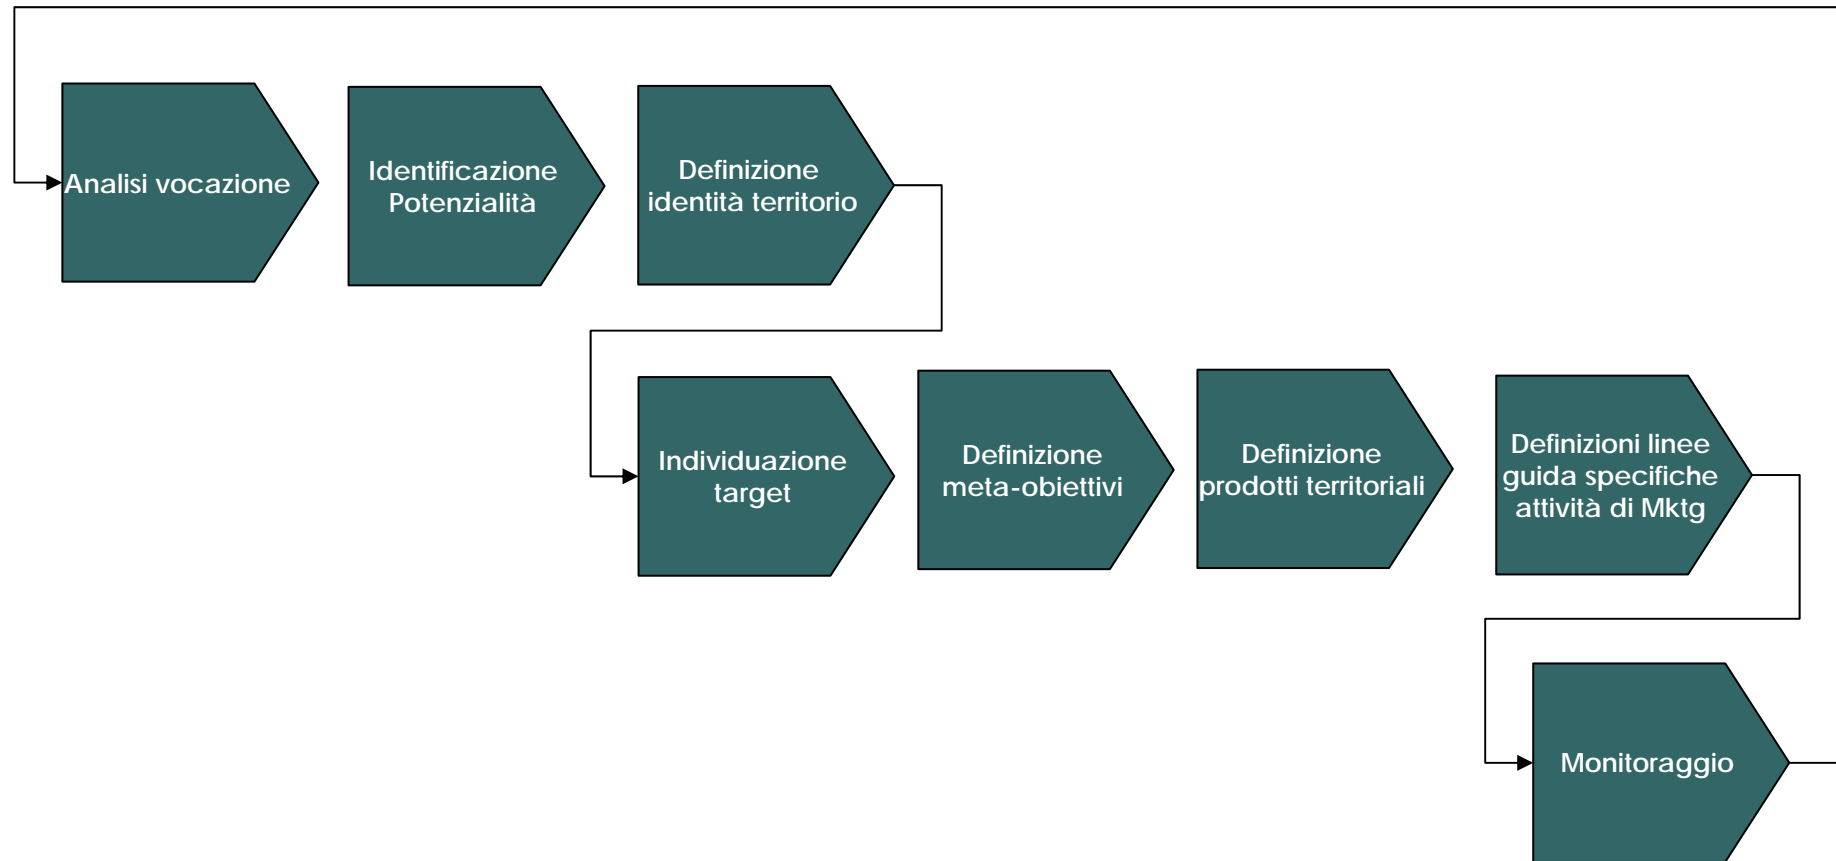 Analisi vocazione
Identificazione
Potenzialità
Definizione
identità territorio
Individuazione
target
Definizione
meta-obiettivi
Definizione
prodotti territoriali
Definizioni linee
guida specifiche
attività di Mktg
Monitoraggio